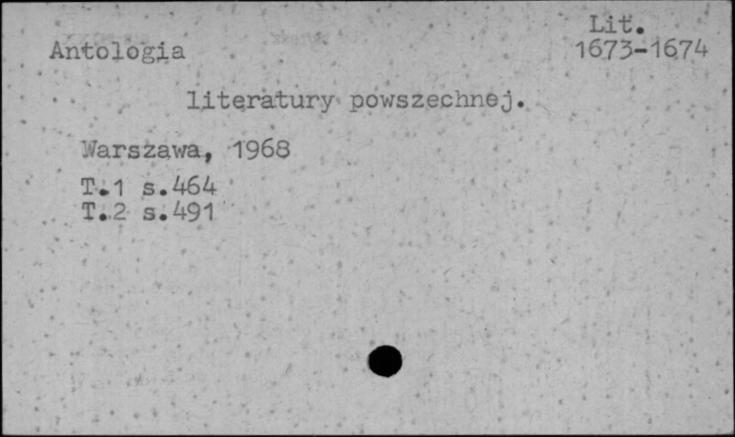 Lit.
Antologia 1673-1674
literatury powszechnej.
Warszawa, 1968
T.1 s.464
T.2 s.491